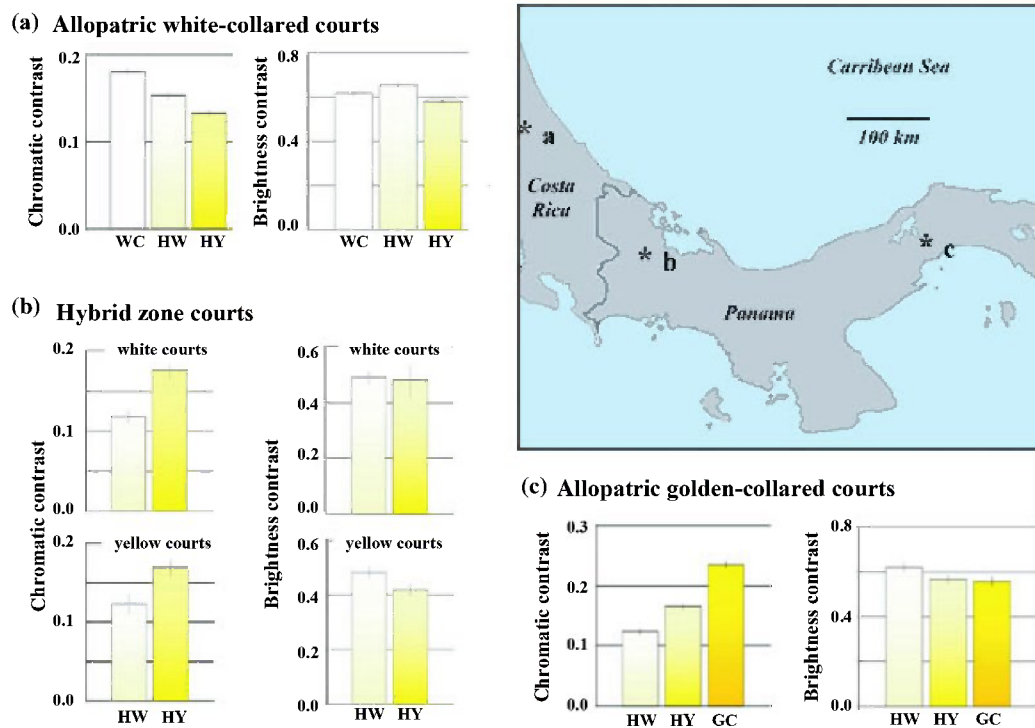 (a) Allopatric white-collared courts
Chromatic contrast
0.2
0.1
0.0
WC HW HY
Brightness contrast
0.8
0.4
0.0
WC HW HY
Carribean Sea
100 km
* a
Costa
Rica
* b
* c
Panama
(b) Hybrid zone courts
Chromatic contrast
white courts
0.2
0.1
0.0
yellow courts
0.2
0.1
0.0
HW HY
Brightness contrast
white courts
0.6
0.4
0.2
0.0
yellow courts
0.6
0.4
0.2
0.0
HW HY
(c) Allopatric golden-collared courts
Chromatic contrast
0.3
0.2
0.1
0.0
HW HY GC
Brightness contrast
0.8
0.4
0.0
HW HY GC